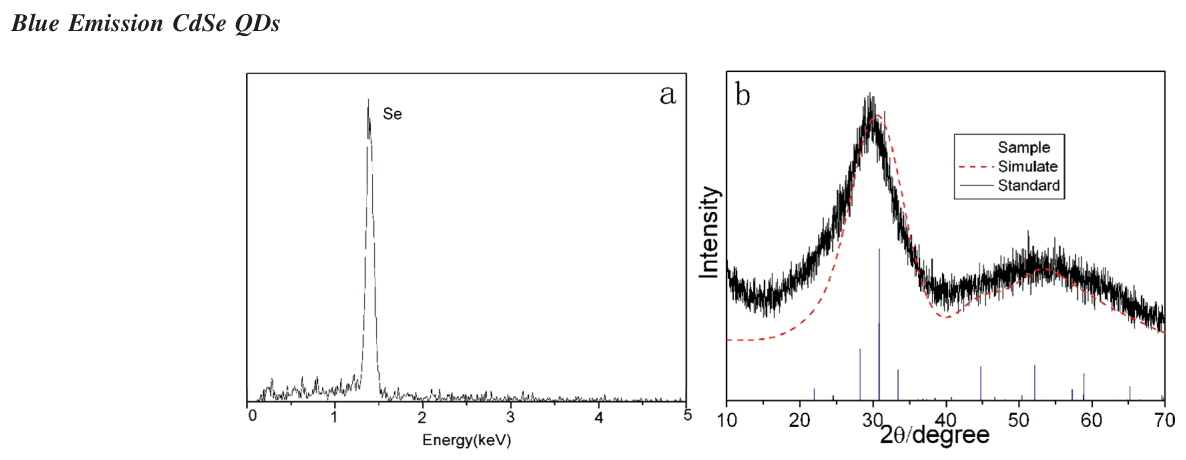 Blue Emission CdSe QDs
a
Se
0 1 2 3 4 5
Energy(keV)
b
Sample
Simulate
Standard
Intensity
10 20 30 40 50 60 70
2θ/degree